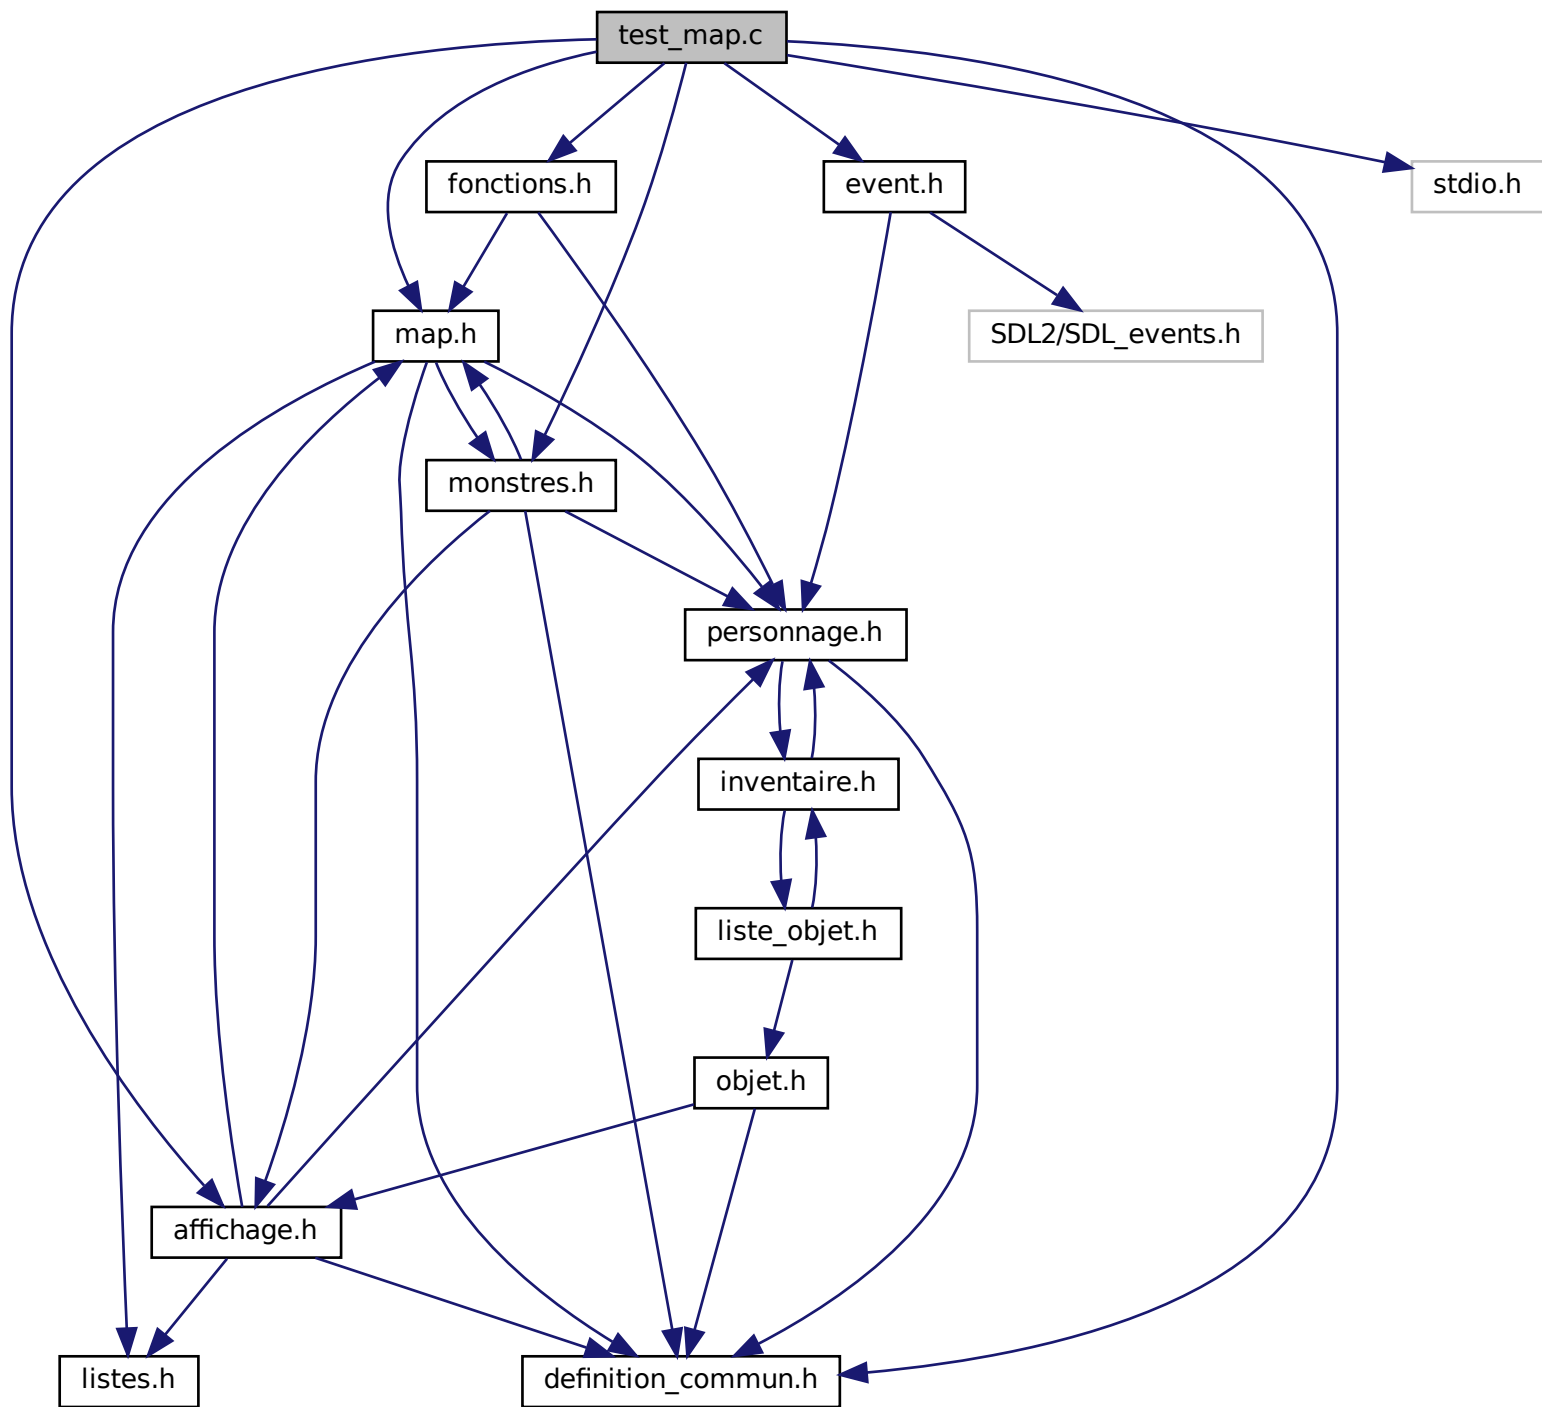 test_map.c
fonctions.h
event.h
stdio.h
map.h
SDL2/SDL_events.h
monstres.h
personnage.h
inventaire.h
liste_objet.h
objet.h
affichage.h
listes.h
definition_commun.h